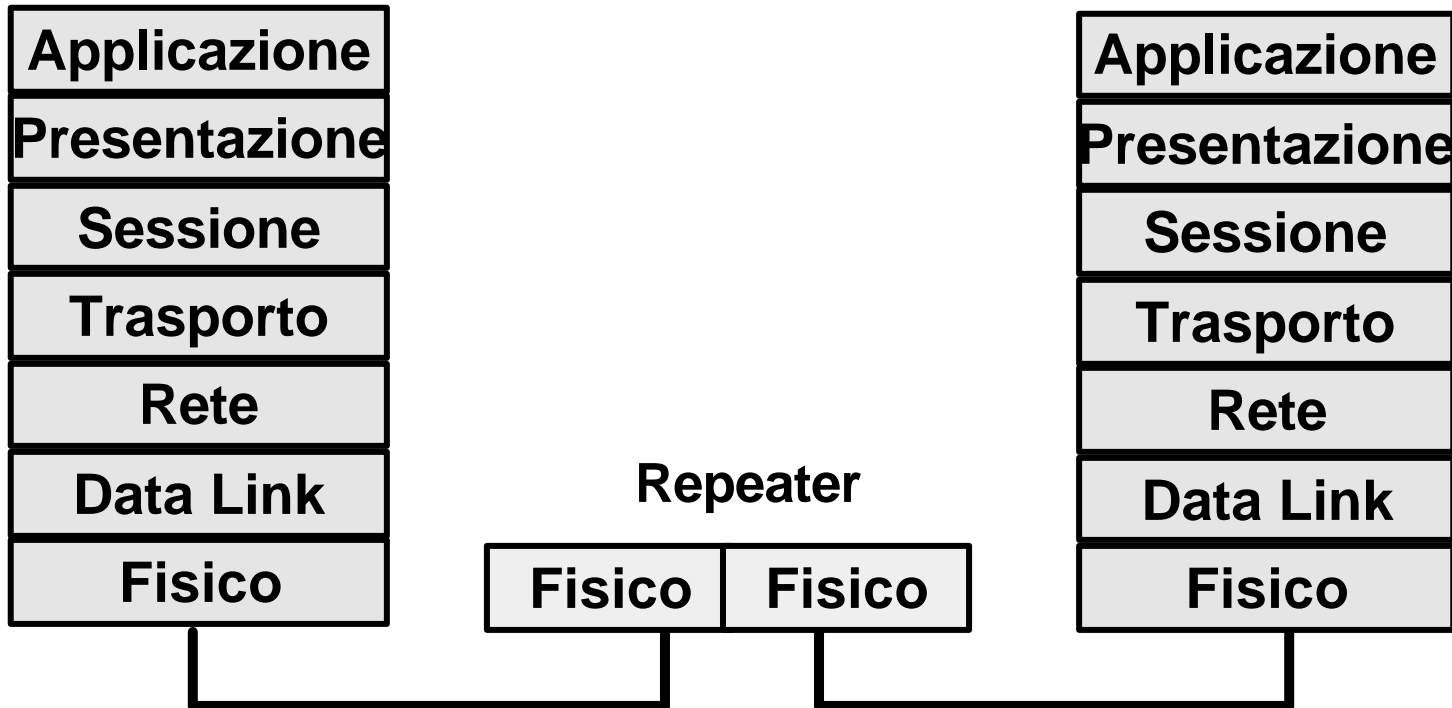 Applicazione
Presentazione
Sessione
Trasporto
Rete
Data Link
Fisico
Repeater
Fisico Fisico
Applicazione
Presentazione
Sessione
Trasporto
Rete
Data Link
Fisico